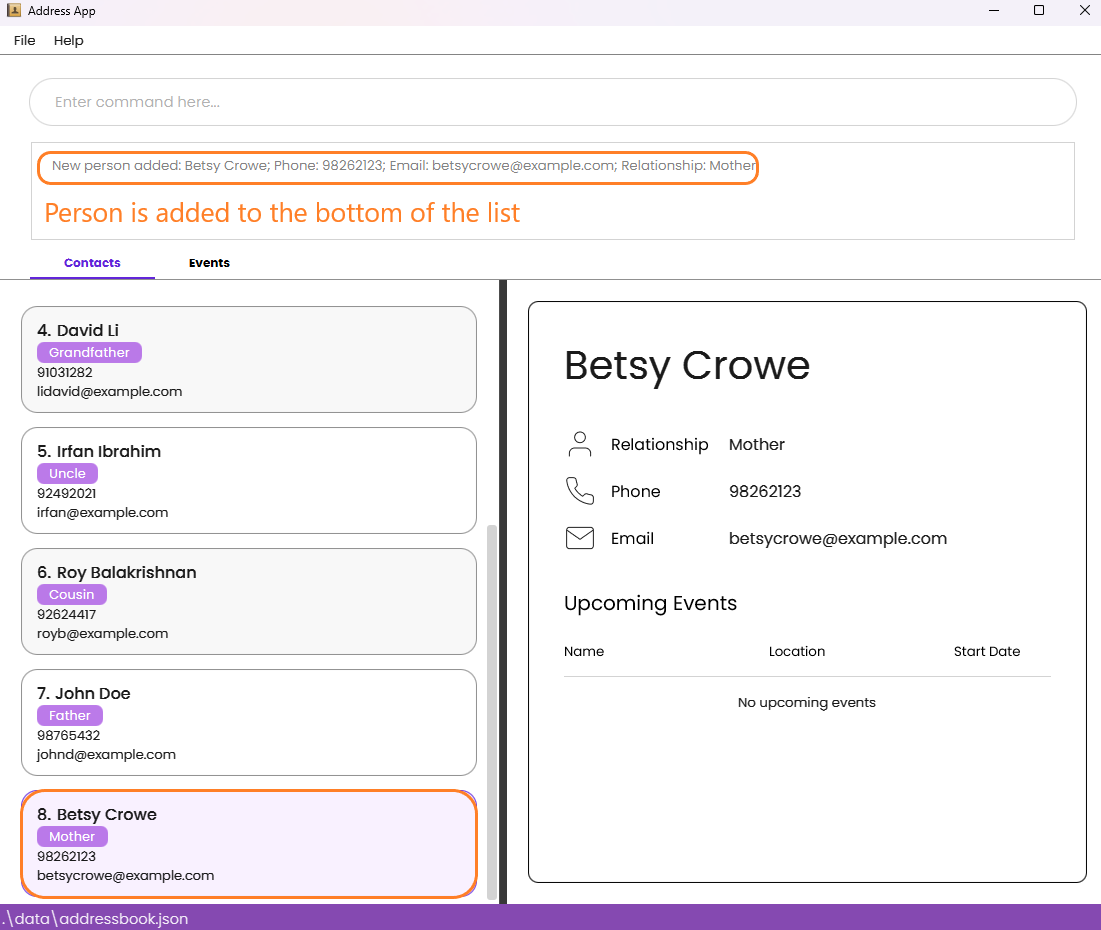 Address App
File Help
Enter command here...
New person added: Betsy Crowe; Phone: 98262123; Email: betsycrowe@example.com; Relationship: Mother
Person is added to the bottom of the list
Contacts Events
4. David Li
Grandfather
91031282
lidavid@example.com
5. Irfan Ibrahim
Uncle
92492021
irfan@example.com
6. Roy Balakrishnan
Cousin
92624417
royb@example.com
7. John Doe
Father
98765432
johnd@example.com
8. Betsy Crowe
Mother
98262123
betsycrowe@example.com
Betsy Crowe
Relationship Mother
Phone 98262123
Email betsycrowe@example.com
Upcoming Events
Name Location Start Date
No upcoming events
.\data\addressbook.json